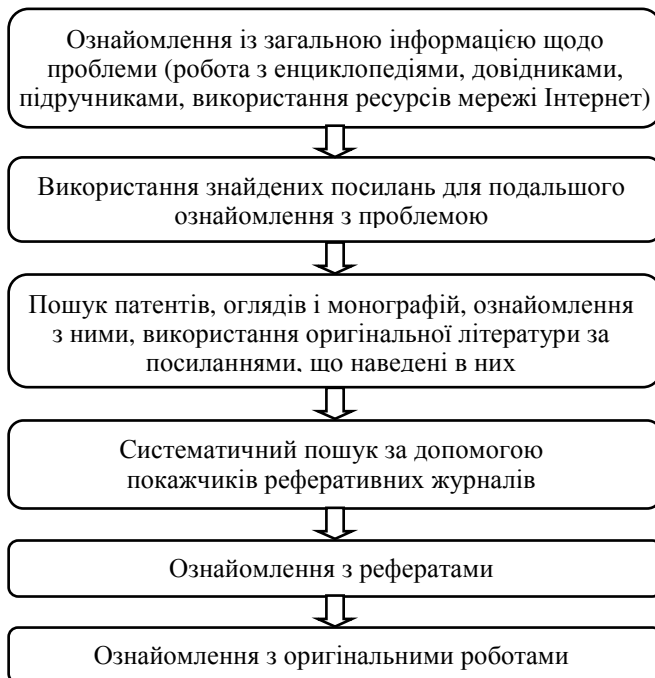 Ознайомлення із загальною інформацією щодо
проблеми (робота з енциклопедіями, довідниками,
підручниками, використання ресурсів мережі Інтернет)
Використання знайдених посилань для подальшого
ознайомлення з проблемою
Пошук патентів, оглядів і монографій, ознайомлення
з ними, використання оригінальної літератури за
посиланнями, що наведені в них
Систематичний пошук за допомогою
покажчиків реферативних журналів
Ознайомлення з рефератами
Ознайомлення з оригінальними роботами